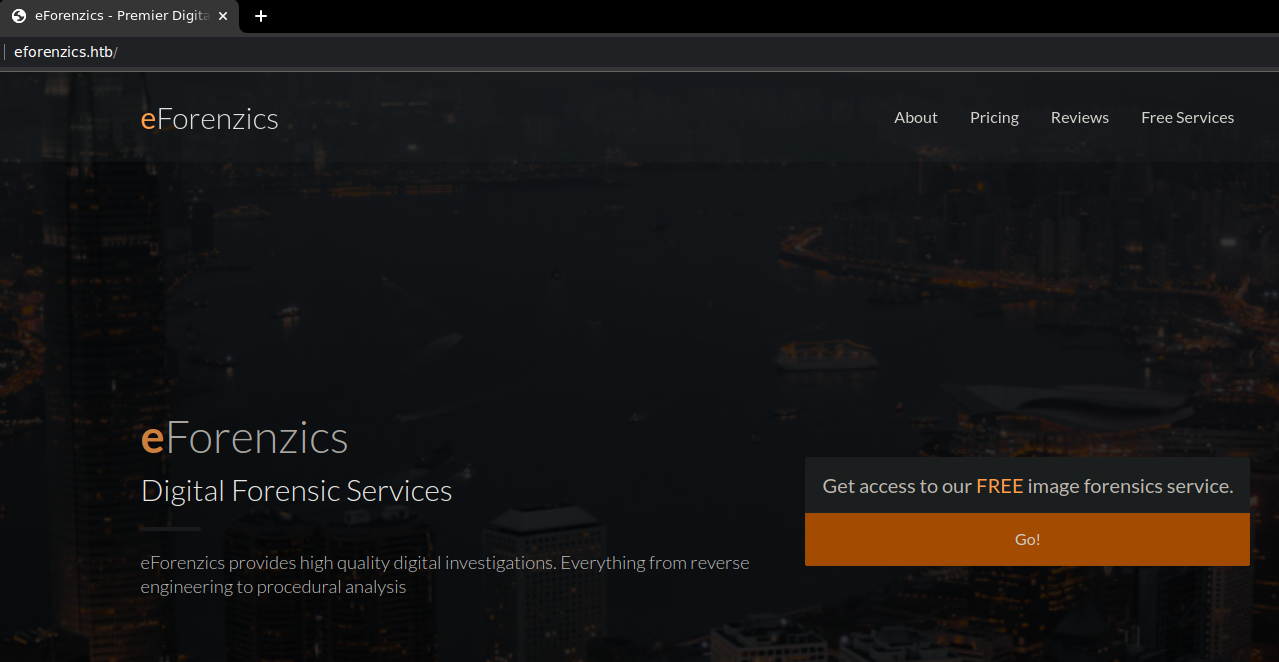 eForenzics - Premier Digita
eforenzics.htb/
eForenzics
About Pricing Reviews Free Services
eForenzics
Digital Forensic Services
eForenzics provides high quality digital investigations. Everything from reverse
engineering to procedural analysis
Get access to our FREE image forensics service.
Go!